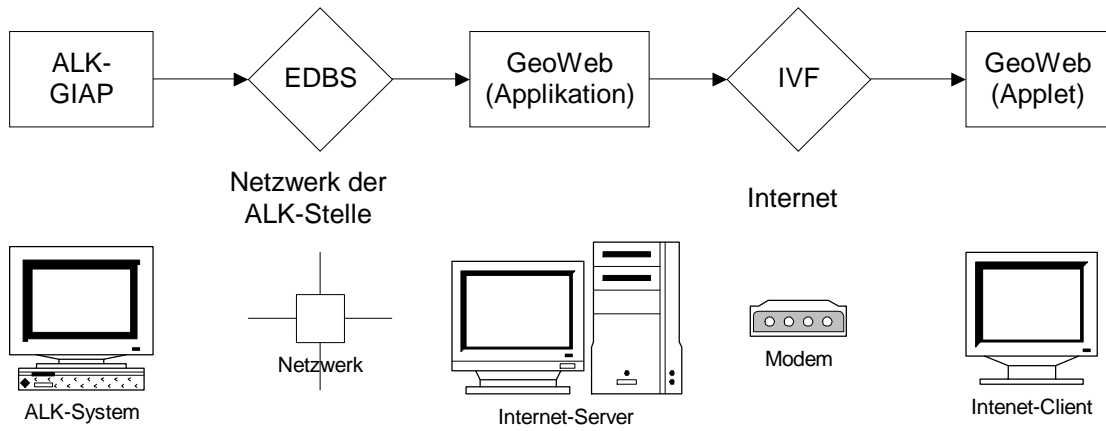 ALK-
GIAP
EDBS
GeoWeb
(Applikation)
IVF
GeoWeb
(Applet)
Netzwerk der
ALK-Stelle
Internet
Netzwerk
Modem
ALK-System
Internet-Server
Intenet-Client